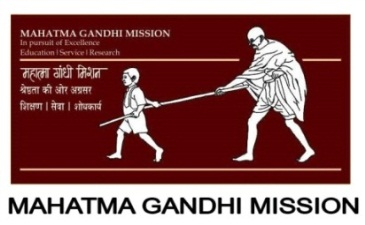 MAHATMA GANDHI MISSION
In pursuit of Excellence
Education | Service | Research
महात्मा गांधी मिशन
श्रेष्ठता की ओर अग्रसर
शिक्षण | सेवा | शोधकार्य
MAHATMA GANDHI MISSION